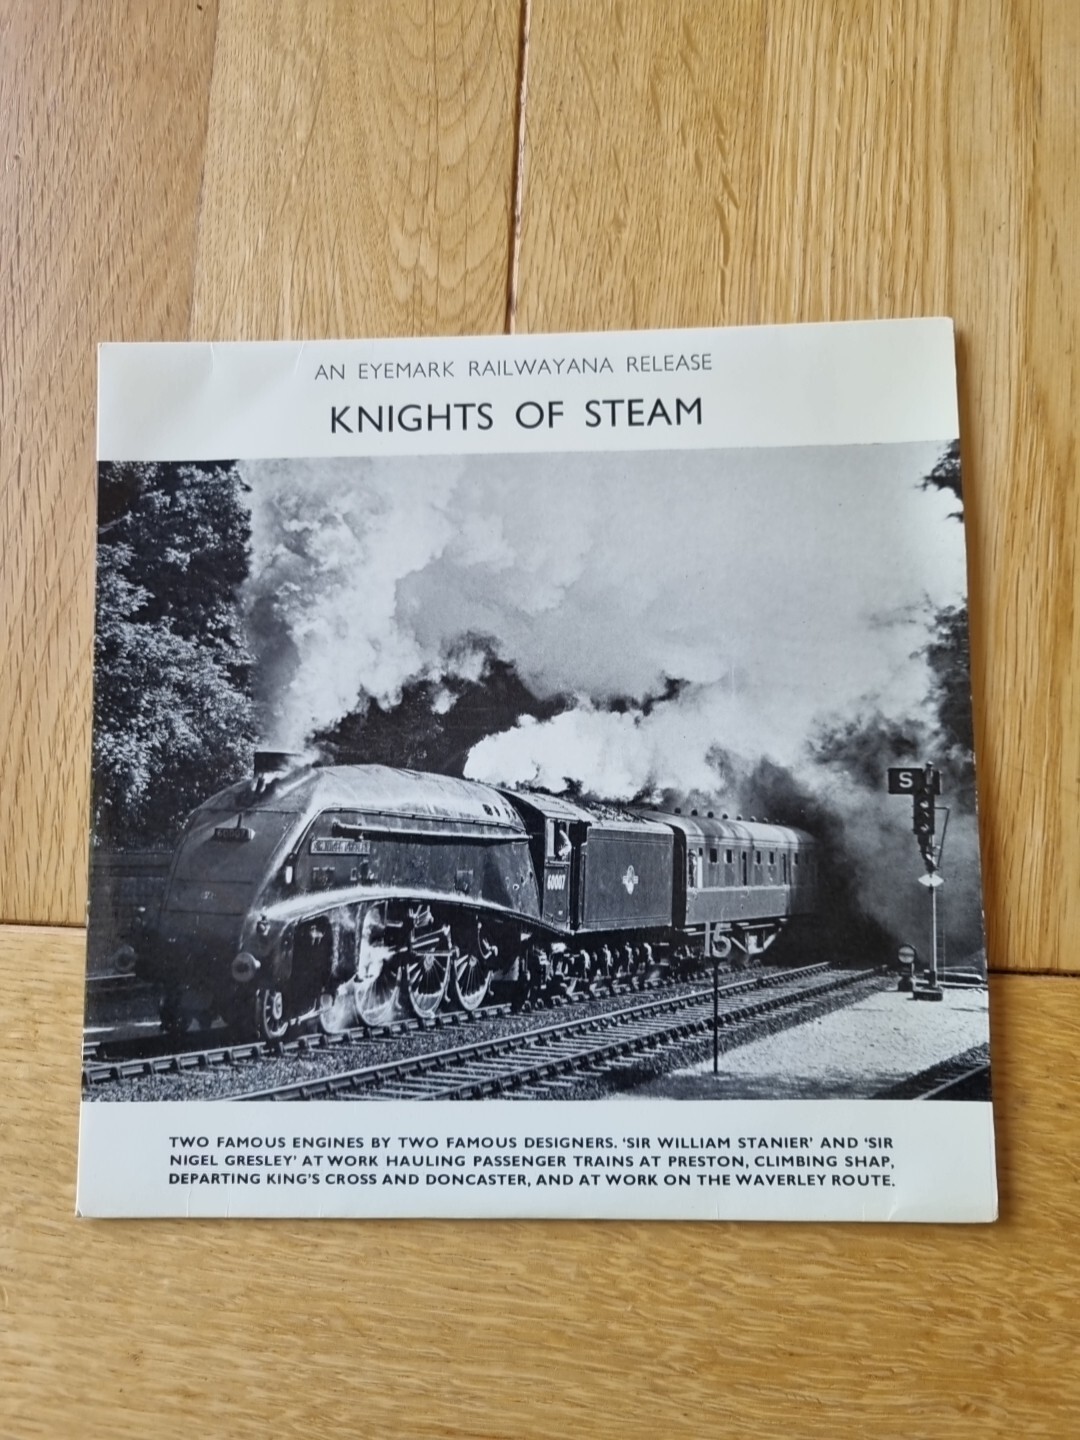 AN EYEMARK RAILWAYANA RELEASE
KNIGHTS OF STEAM
S
60007
15
TWO FAMOUS ENGINES BY TWO FAMOUS DESIGNERS. 'SIR WILLIAM STANIER' AND 'SIR
NIGEL GRESLEY' AT WORK HAULING PASSENGER TRAINS AT PRESTON, CLIMBING SHAP,
DEPARTING KING'S CROSS AND DONCASTER, AND AT WORK ON THE WAVERLEY ROUTE.